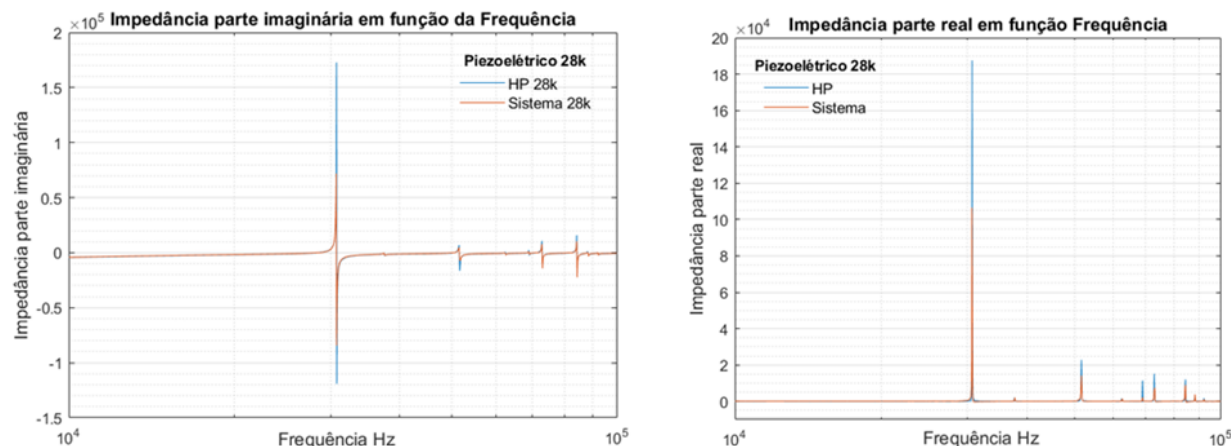 ×10⁵ Impedância parte imaginária em função da Frequência
Piezoelétrico 28k
HP 28k
Sistema 28k
Impedância parte imaginária
2
1.5
1
0.5
0
-0.5
-1
-1.5
10⁴
10⁵
Frequência Hz
×10⁴ Impedância parte real em função Frequência
Piezoelétrico 28k
HP
Sistema
Impedância parte real
20
18
16
14
12
10
8
6
4
2
0
10⁴
10⁵
Frequência Hz